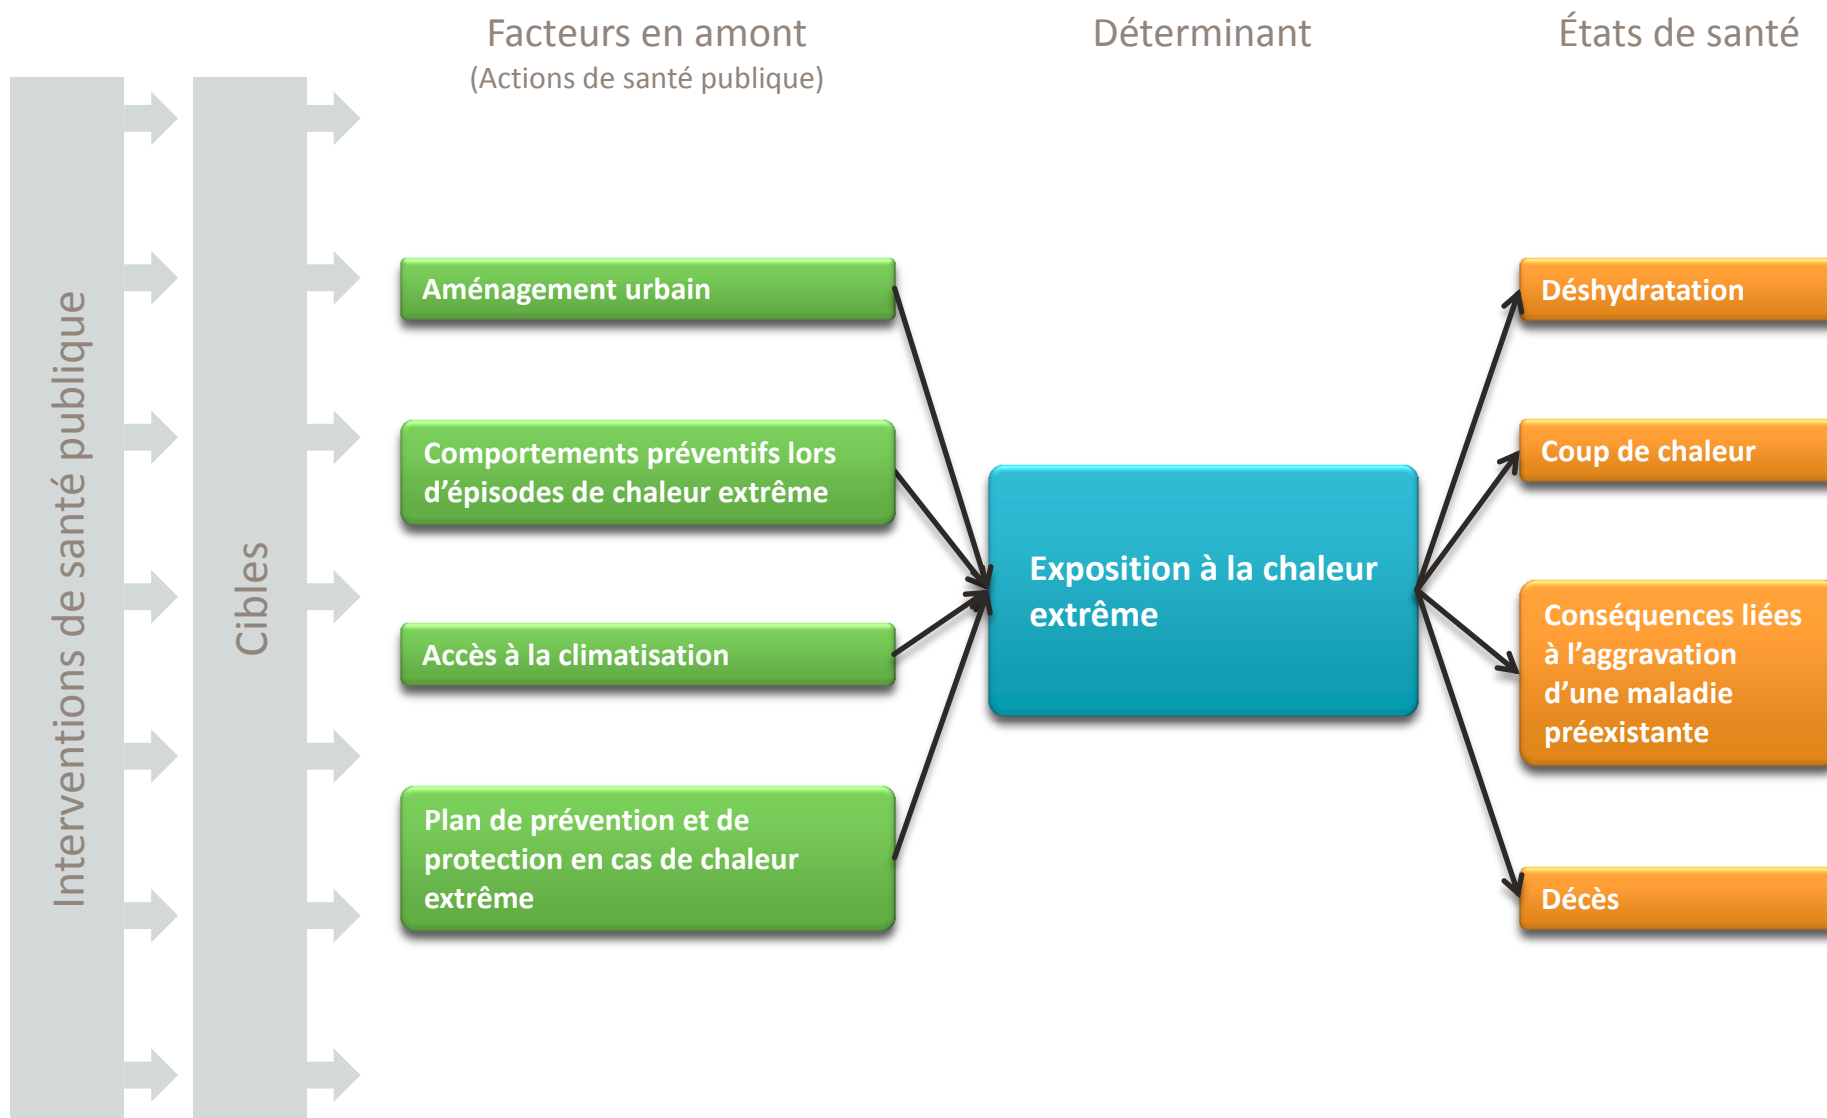 Facteurs en amont
(Actions de santé publique)
Déterminant
États de santé
Interventions de santé publique
Cibles
Aménagement urbain
Comportements préventifs lors
d’épisodes de chaleur extrême
Accès à la climatisation
Plan de prévention et de
protection en cas de chaleur
extrême
Exposition à la chaleur
extrême
Déshydratation
Coup de chaleur
Conséquences liées
à l’aggravation
d’une maladie
préexistante
Décès